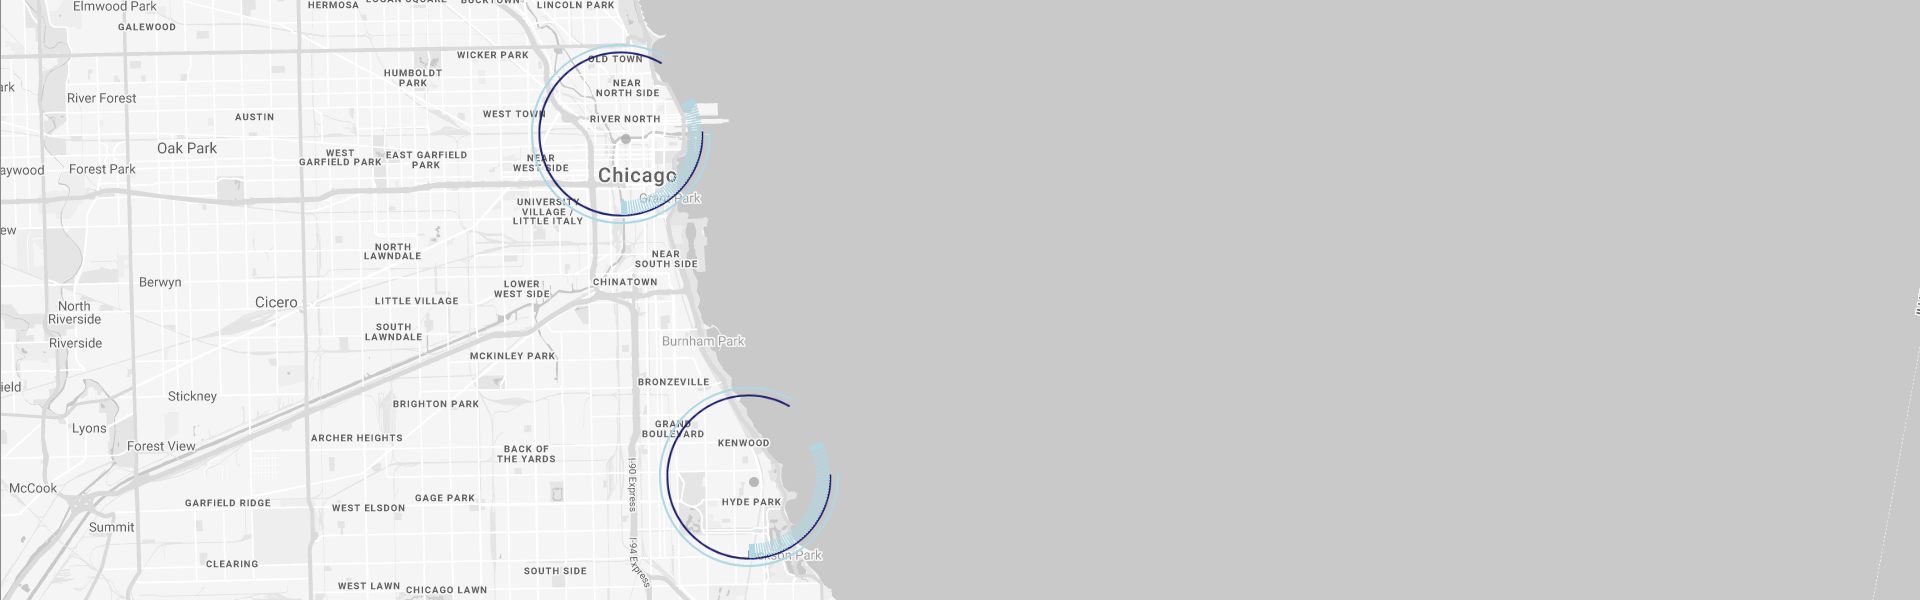 Elmwood Park
HERMOSA
LOGAN SQUARE
BUCKTOWN
LINCOLN PARK
GALEWOOD
WICKER PARK
OLD TOWN
HUMBOLDT
PARK
NEAR
NORTH SIDE
River Forest
AUSTIN
WEST TOWN
RIVER NORTH
Oak Park
WEST
GARFIELD PARK
EAST GARFIELD
PARK
NEAR
WEST SIDE
aywood
Forest Park
Chicago
Grant Park
UNIVERSITY
VILLAGE /
LITTLE ITALY
ew
NORTH
LAWNDALE
NEAR
SOUTH SIDE
Berwyn
LOWER
WEST SIDE
CHINATOWN
Cicero
LITTLE VILLAGE
North
Riverside
SOUTH
LAWNDALE
Riverside
Burnham Park
MCKINLEY PARK
BRONZEVILLE
ield
Stickney
BRIGHTON PARK
Lyons
GRAND
BOULEVARD
KENWOOD
ARCHER HEIGHTS
Forest View
BACK OF
THE YARDS
I-90 Express
McCook
GARFIELD RIDGE
GAGE PARK
WEST ELSDON
HYDE PARK
Summit
I-94 Express
Jackson Park
CLEARING
SOUTH SIDE
WEST LAWN
CHICAGO LAWN